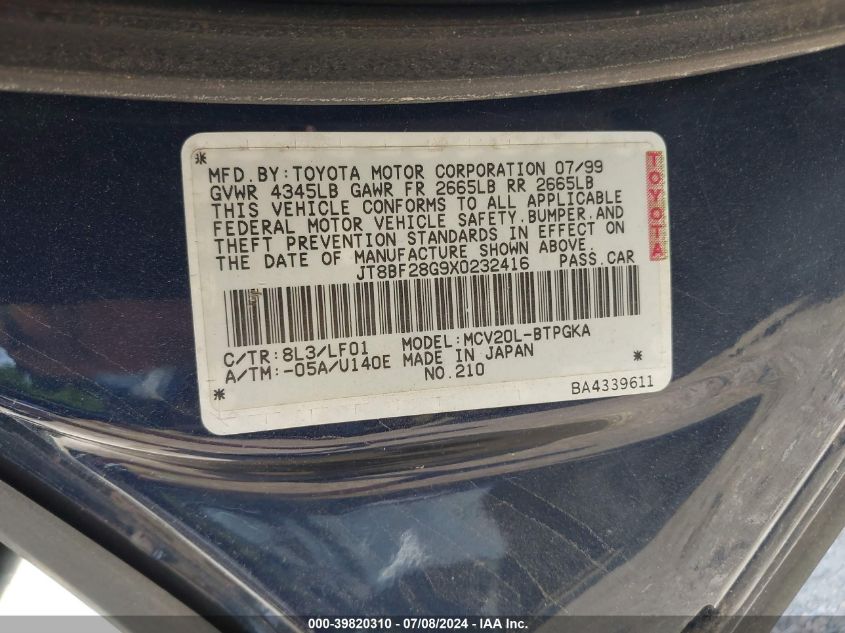 MFD.BY:TOYOTA MOTOR CORPORATION 07/99
GVWR 4345LB GAWR FR 2665LB RR 2665LB
THIS VEHICLE CONFORMS TO ALL APPLICABLE
FEDERAL MOTOR VEHICLE SAFETY,BUMPER,AND
THEFT PREVENTION STANDARDS IN EFFECT ON
THE DATE OF MANUFACTURE SHOWN ABOVE.
JT8BF28G9X0232416 PASS.CAR
TOYOTA
C/TR:8L3/LF01 MODEL:MCV20L-BTPGKA
A/TM:-05A/U140E MADE IN JAPAN
NO.210
BA4339611
000-39820310 - 07/08/2024 - IAA Inc.